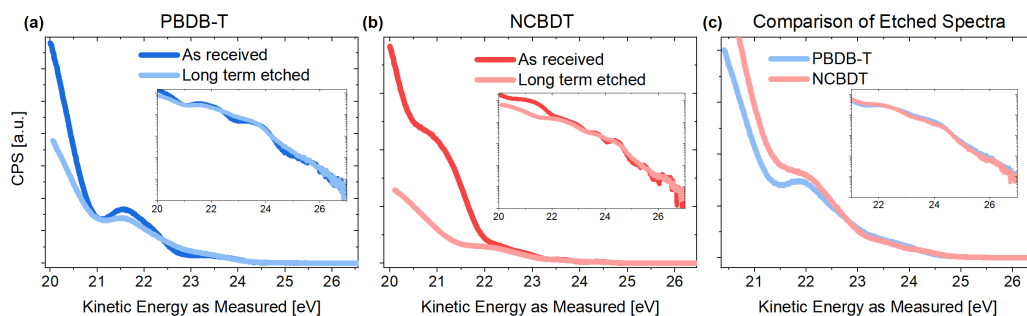 (a) PBDB-T
As received
Long term etched
20 22 24 26
CPS [a.u.]
20 21 22 23 24 25 26
Kinetic Energy as Measured [eV]
(b) NCBDT
As received
Long term etched
20 22 24 26
20 21 22 23 24 25 26
Kinetic Energy as Measured [eV]
(c) Comparison of Etched Spectra
PBDB-T
NCBDT
22 24 26
21 22 23 24 25 26
Kinetic Energy as Measured [eV]